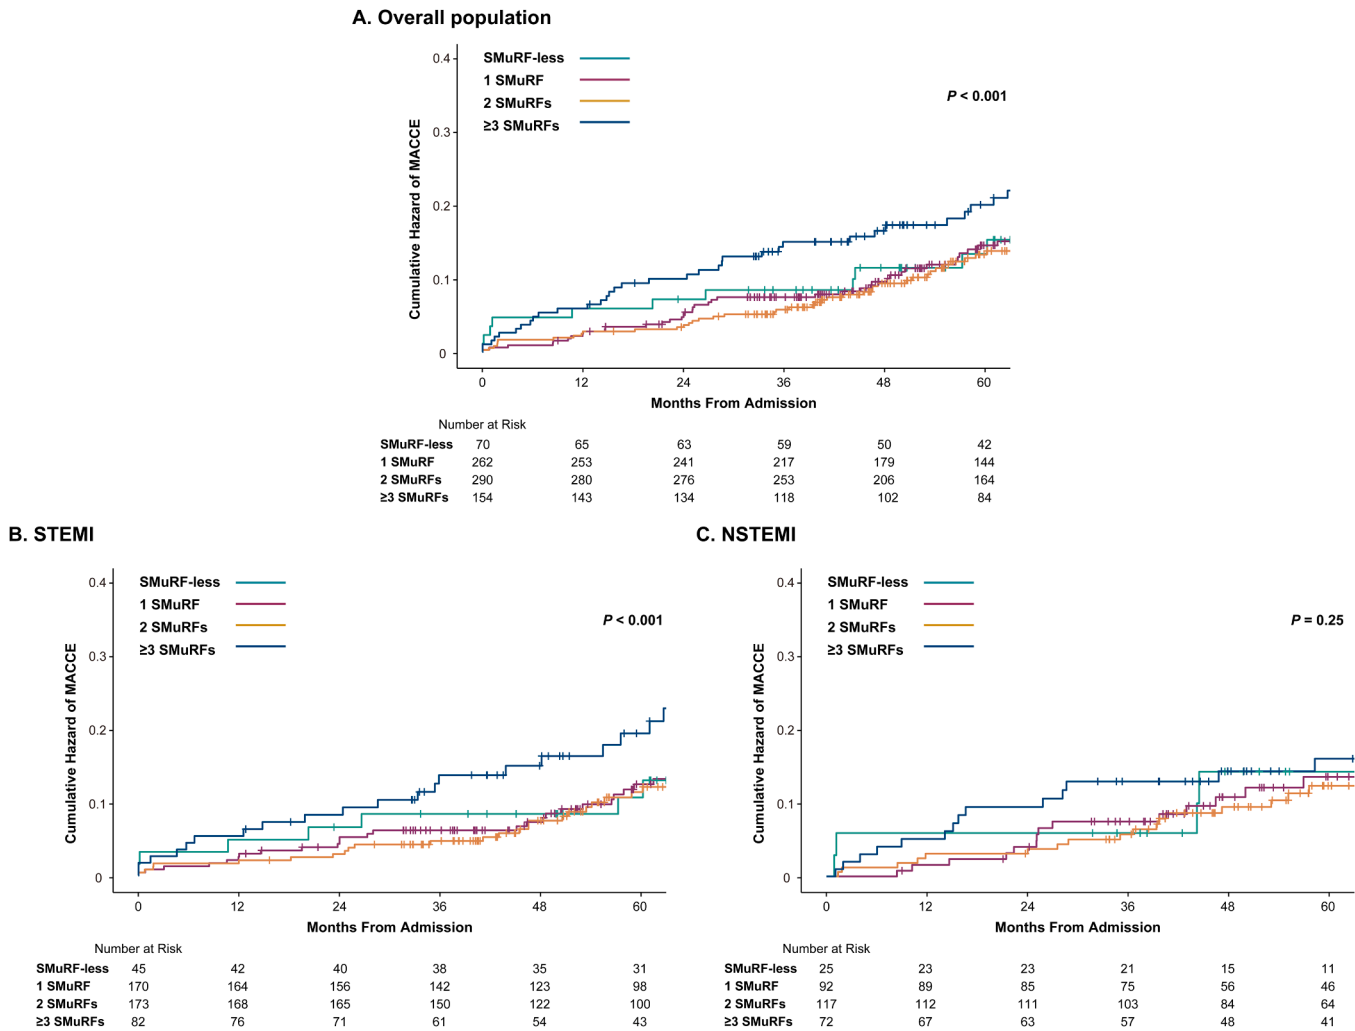 A. Overall population
SMuRF-less
1 SMuRF
2 SMuRFs
≥3 SMuRFs
P < 0.001
Cumulative Hazard of MACCE
0.4
0.3
0.2
0.1
0
0 12 24 36 48 60
Months From Admission
Number at Risk
SMuRF-less 70 65 63 59 50 42
1 SMuRF 262 253 241 217 179 144
2 SMuRFs 290 280 276 253 206 164
≥3 SMuRFs 154 143 134 118 102 84
B. STEMI
SMuRF-less
1 SMuRF
2 SMuRFs
≥3 SMuRFs
P < 0.001
Cumulative Hazard of MACCE
0.4
0.3
0.2
0.1
0
0 12 24 36 48 60
Months From Admission
Number at Risk
SMuRF-less 45 42 40 38 35 31
1 SMuRF 170 164 156 142 123 98
2 SMuRFs 173 168 165 150 122 100
≥3 SMuRFs 82 76 71 61 54 43
C. NSTEMI
SMuRF-less
1 SMuRF
2 SMuRFs
≥3 SMuRFs
P = 0.25
Cumulative Hazard of MACCE
0.4
0.3
0.2
0.1
0
0 12 24 36 48 60
Months From Admission
Number at Risk
SMuRF-less 25 23 23 21 15 11
1 SMuRF 92 89 85 75 56 46
2 SMuRFs 117 112 111 103 84 64
≥3 SMuRFs 72 67 63 57 48 41